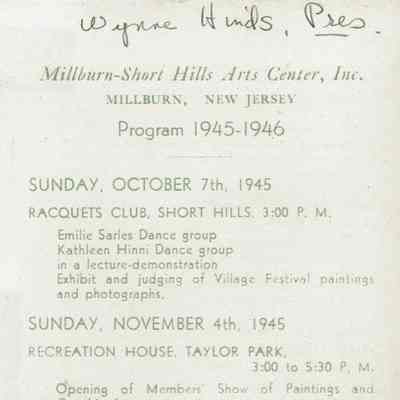 Wynne Hinds, Pres.
Millburn-Short Hills Arts Center, Inc.
MILLBURN, NEW JERSEY
Program 1945-1946
SUNDAY, OCTOBER 7th, 1945
RACQUETS CLUB, SHORT HILLS, 3:00 P. M.
Emilie Sarles Dance group
Kathleen Hinni Dance group
in a lecture-demonstration
Exhibit and judging of Village Festival paintings
and photographs.
SUNDAY, NOVEMBER 4th, 1945
RECREATION HOUSE, TAYLOR PARK,
3:00 to 5:30 P. M.
Opening of Members' Show of Paintings and